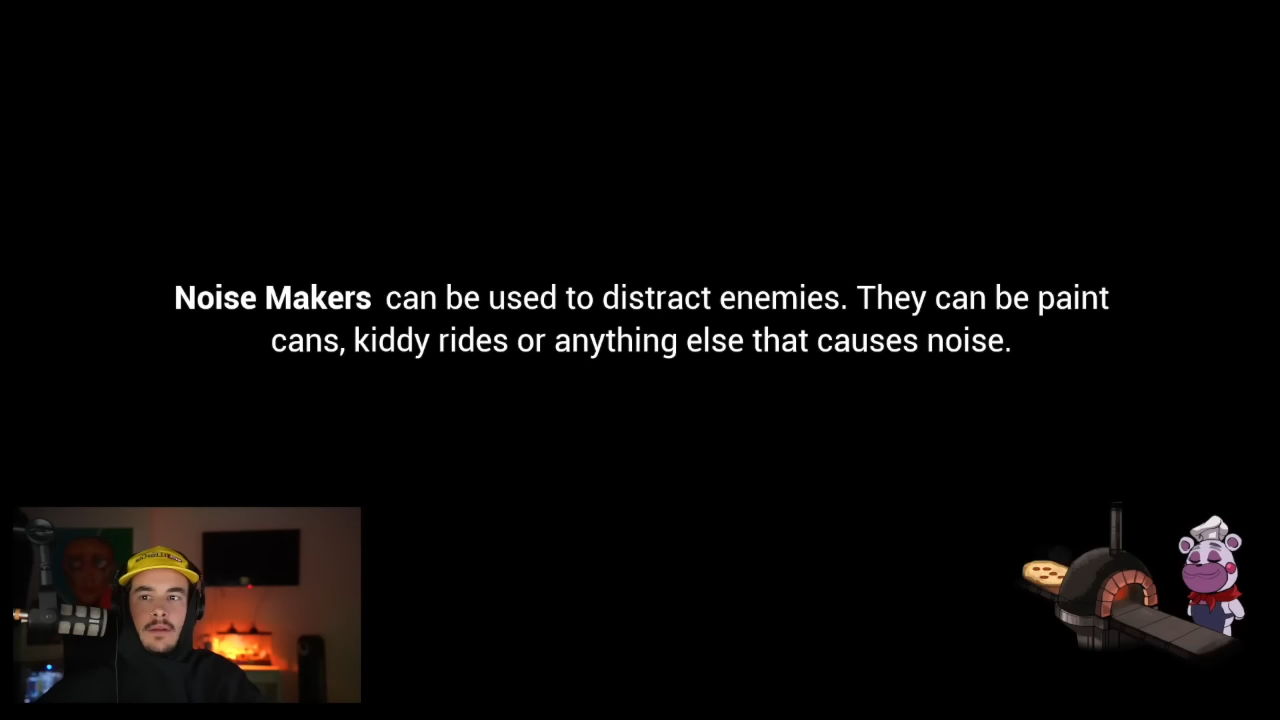 Noise Makers can be used to distract enemies. They can be paint
cans, kiddy rides or anything else that causes noise.